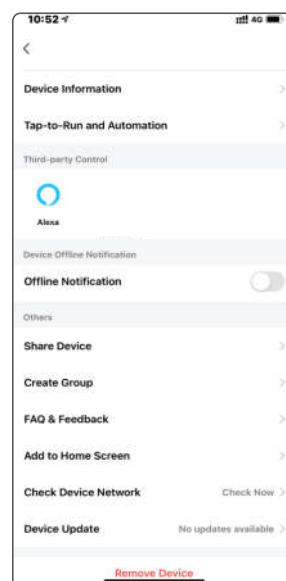 10:52
4G
Device Information
Tap-to-Run and Automation
Third-party Control
Alexa
Device Offline Notification
Offline Notification
Others
Share Device
Create Group
FAQ & Feedback
Add to Home Screen
Check Device Network Check Now
Device Update No updates available
Remove Device